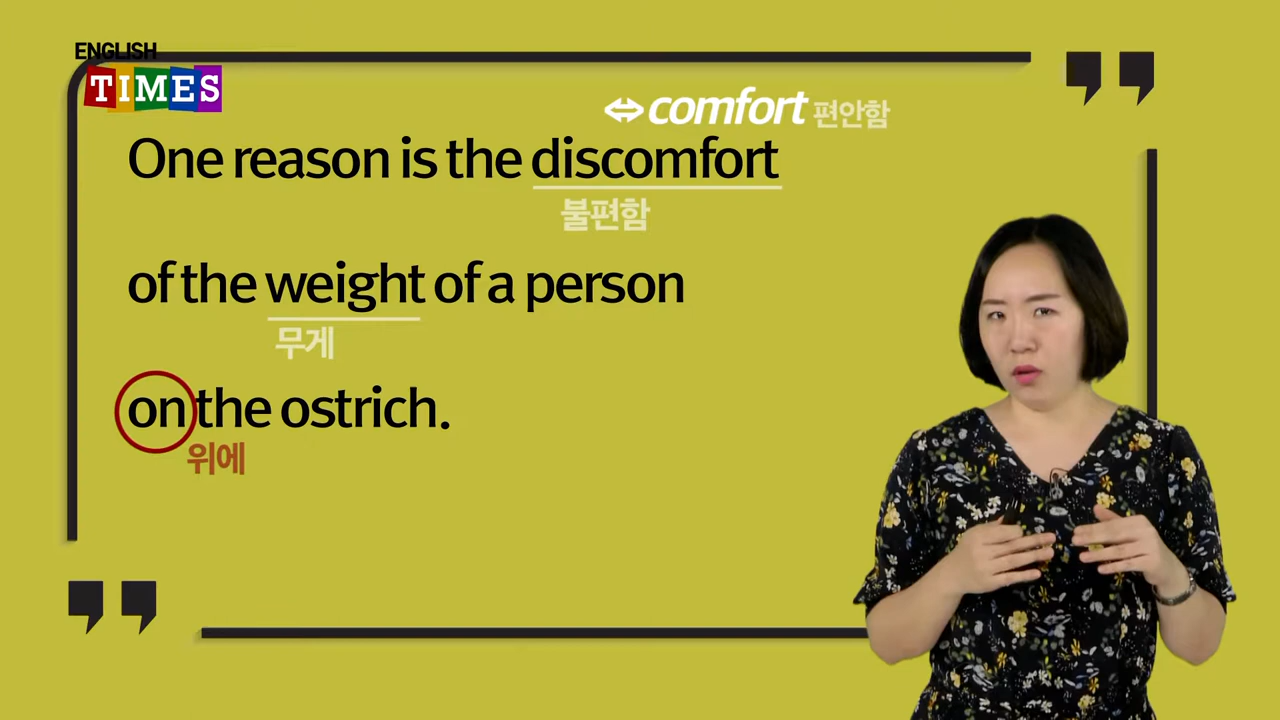 ENGLISH
TIMES
⇔comfort 편안함
One reason is the discomfort
불편함
of the weight of a person
무게
on the ostrich.
위에